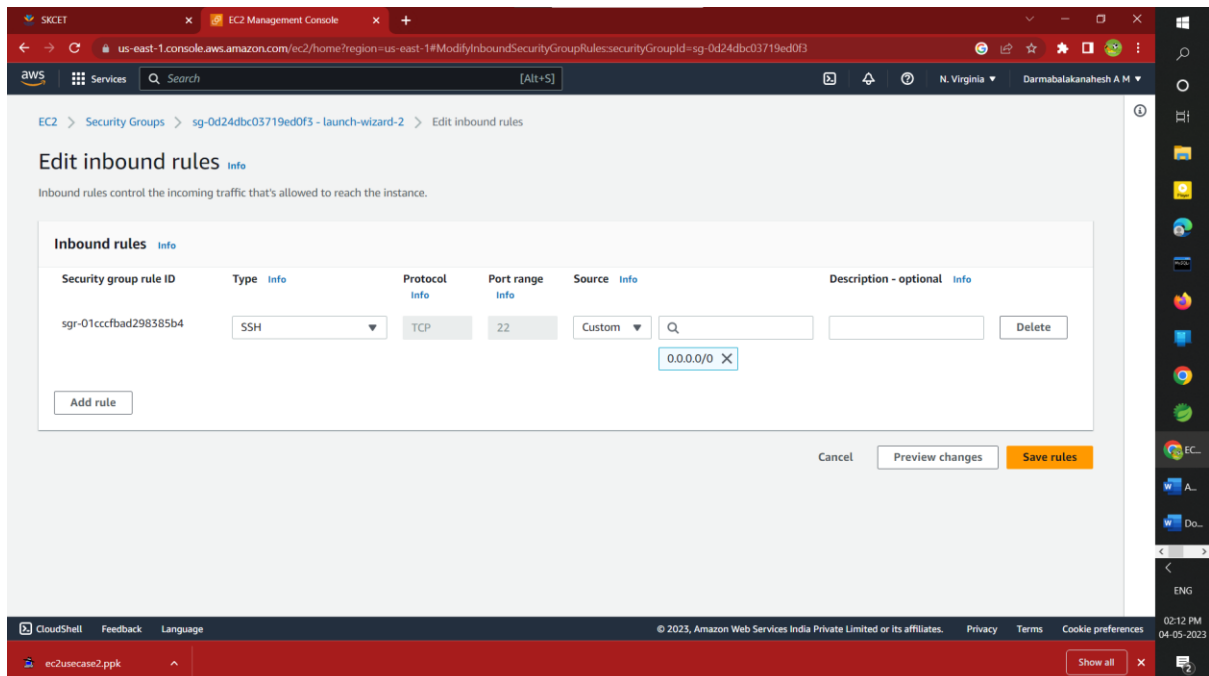 SKCET
EC2 Management Console
us-east-1.console.aws.amazon.com/ec2/home?region=us-east-1#ModifyInboundSecurityGroupRules:securityGroupId=sg-0d24dbc03719ed0f3
aws Services Search [Alt+S] N. Virginia Darmabalakanahesh A M
EC2 > Security Groups > sg-0d24dbc03719ed0f3 - launch-wizard-2 > Edit inbound rules
Edit inbound rules Info
Inbound rules control the incoming traffic that's allowed to reach the instance.
Inbound rules Info
Security group rule ID Type Info Protocol Info Port range Info Source Info Description - optional Info
sgr-01cccfbad298385b4 SSH TCP 22 Custom Delete
0.0.0.0/0
Add rule
Cancel Preview changes Save rules
EC...
A...
Do...
ENG
CloudShell Feedback Language © 2023, Amazon Web Services India Private Limited or its affiliates. Privacy Terms Cookie preferences
02:12 PM
04-05-2023
ec2usecase2.ppk Show all
2